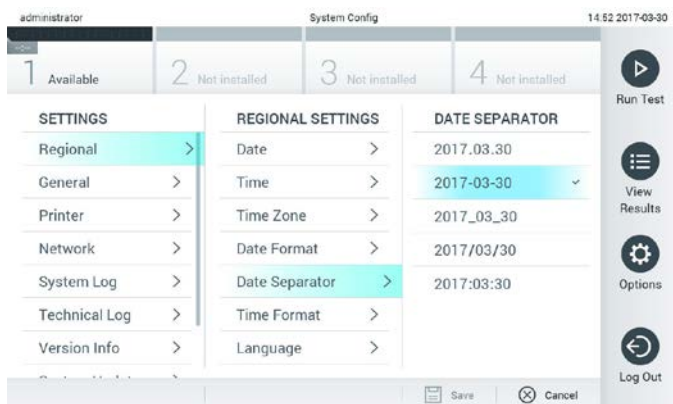 administrator System Config 14:52 2017-03-30
1 Available 2 Not installed 3 Not installed 4 Not installed
Run Test
SETTINGS
Regional
General
Printer
Network
System Log
Technical Log
Version Info
REGIONAL SETTINGS
Date
Time
Time Zone
Date Format
Date Separator
Time Format
Language
DATE SEPARATOR
2017.03.30
2017-03-30
2017_03_30
2017/03/30
2017:03:30
View
Results
Options
Log Out
Save Cancel